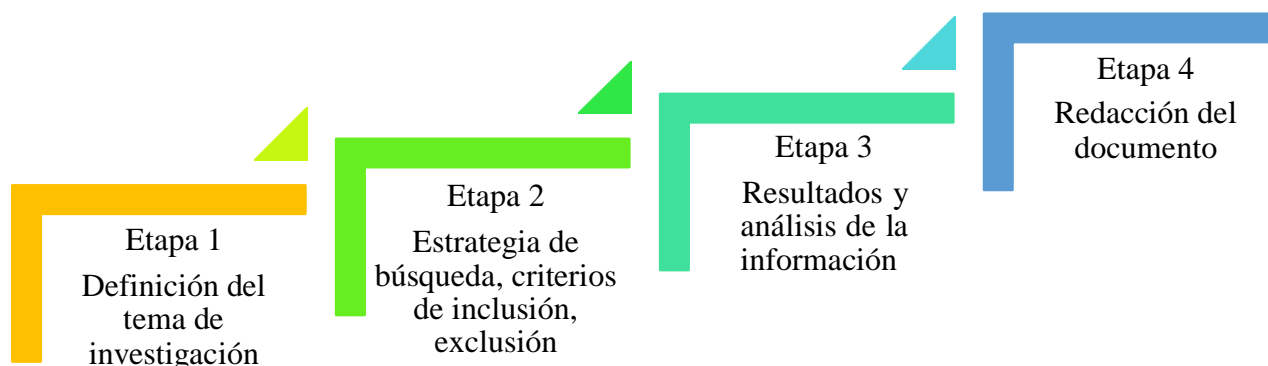 Etapa 1
Definición del
tema de
investigación
Etapa 2
Estrategia de
búsqueda, criterios
de inclusión,
exclusión
Etapa 3
Resultados y
análisis de la
información
Etapa 4
Redacción del
documento